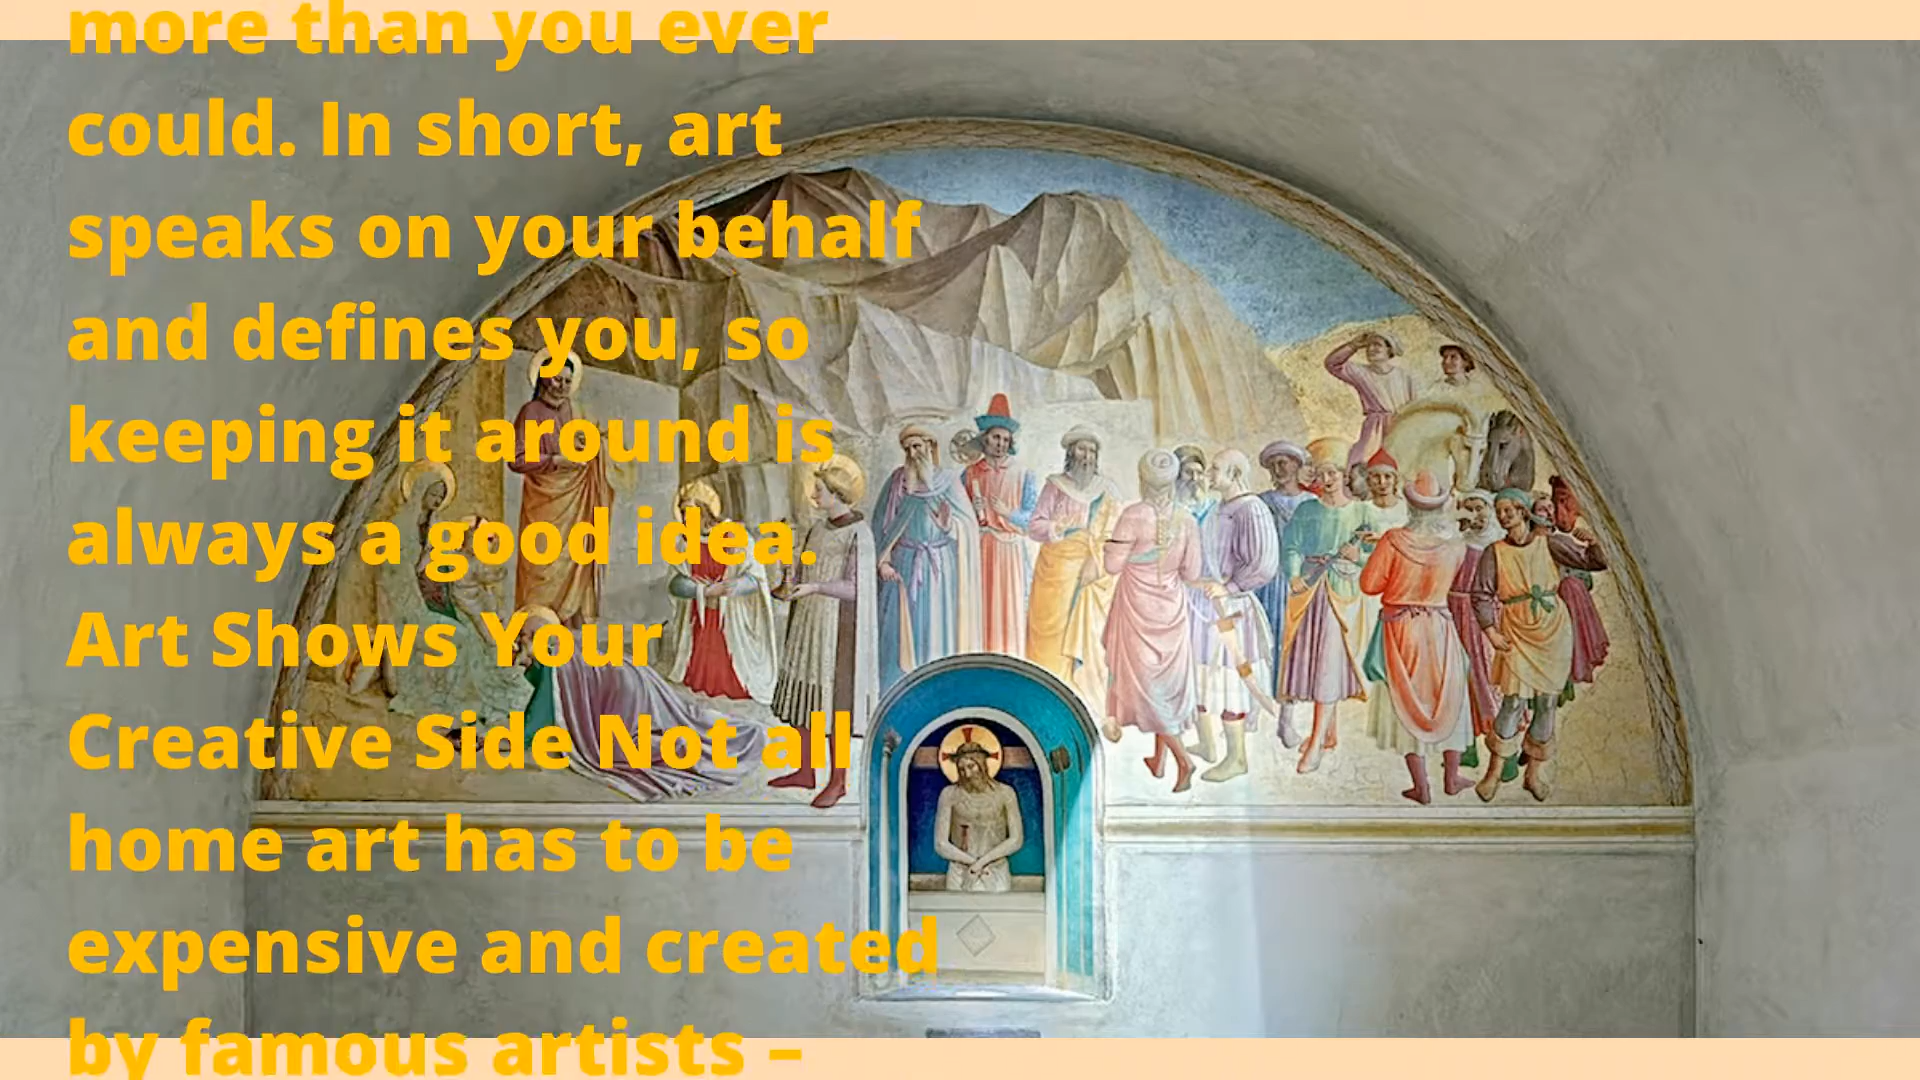 more than you ever
could. In short, art
speaks on your behalf
and defines you, so
keeping it around is
always a good idea.
Art Shows Your
Creative Side Not all
home art has to be
expensive and created
by famous artists –